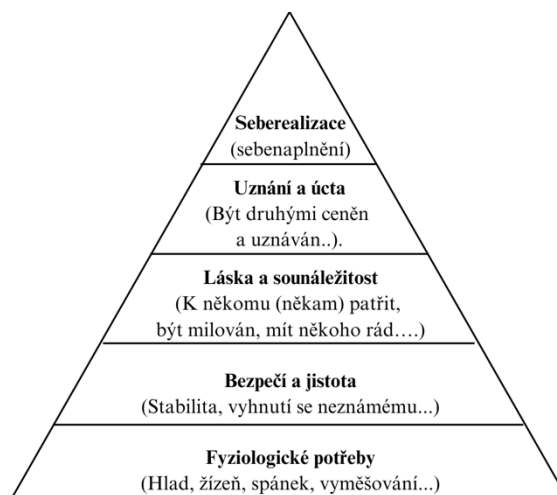 Seberealizace
(sebenaplnění)
Uznání a úcta
(Být druhými ceněn
a uznáván..).
Láska a sounáležitost
(K někomu (někam) patřit,
být milován, mít někoho rád….)
Bezpečí a jistota
(Stabilita, vyhnutí se neznámému...)
Fyziologické potřeby
(Hlad, žízeň, spánek, vyměšování...)